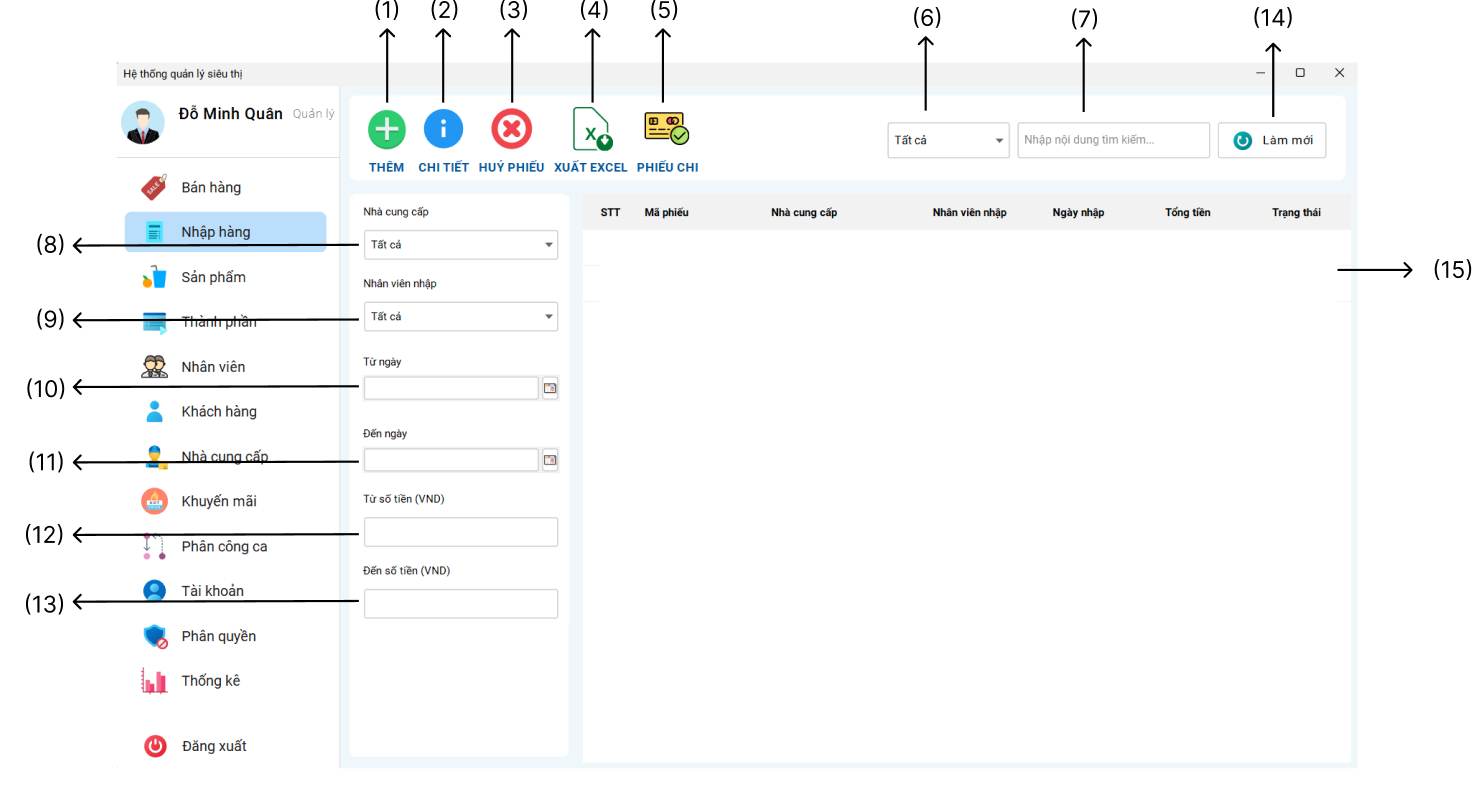 (1) (2) (3) (4) (5) (6) (7) (14)
Hệ thống quản lý siêu thị
Đỗ Minh Quân Quản lý
THÊM CHI TIẾT HUỶ PHIẾU XUẤT EXCEL PHIẾU CHI
Tất cả Nhập nội dung tìm kiếm... Làm mới
Bán hàng
Nhập hàng
Sản phẩm
Thành phần
Nhân viên
Khách hàng
Nhà cung cấp
Khuyến mãi
Phân công ca
Tài khoản
Phân quyền
Thống kê
Đăng xuất
(8)
(9)
(10)
(11)
(12)
(13)
Nhà cung cấp
Tất cả
Nhân viên nhập
Tất cả
Từ ngày
Đến ngày
Từ số tiền (VND)
Đến số tiền (VND)
STT Mã phiếu Nhà cung cấp Nhân viên nhập Ngày nhập Tổng tiền Trạng thái
(15)